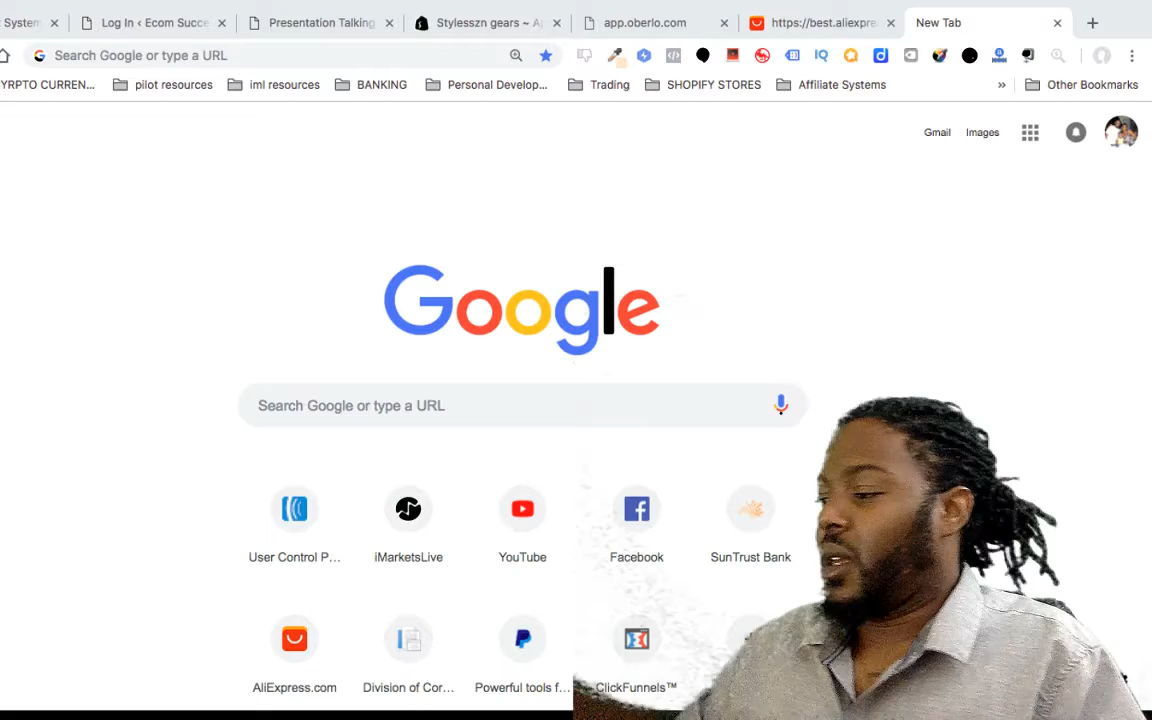 t System
Log In ‹ Ecom Succe
Presentation Talking
Stylesszn gears ~ A
app.oberlo.com
https://best.aliexpre
New Tab
Search Google or type a URL
IQ
YRPTO CURREN...
pilot resources
iml resources
BANKING
Personal Develop...
Trading
SHOPIFY STORES
Affiliate Systems
»
Other Bookmarks
Gmail
Images
Google
Search Google or type a URL
User Control P...
iMarketsLive
YouTube
Facebook
SunTrust Bank
AliExpress.com
Division of Cor...
Powerful tools f...
ClickFunnels™